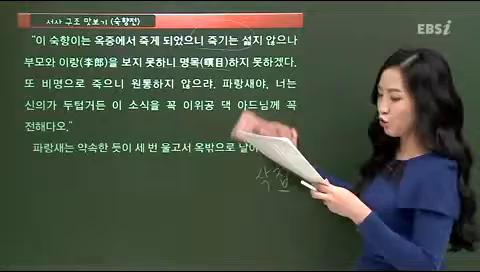 서사 구조 맛보기 (숙향전)
EBSi
"이 숙향이는 옥중에서 죽게 되었으니 죽기는 섧지 않으나
부모와 이랑(李郎)을 보지 못하니 명목(瞑目)하지 못하겠다.
또 비명으로 죽으니 원통하지 않으랴. 파랑새야, 너는
신의가 두텁거든 이 소식을 꼭 이위공 댁 아드님께 꼭
전해다오."
파랑새는 약속한 듯이 세 번 울고서 옥밖으로